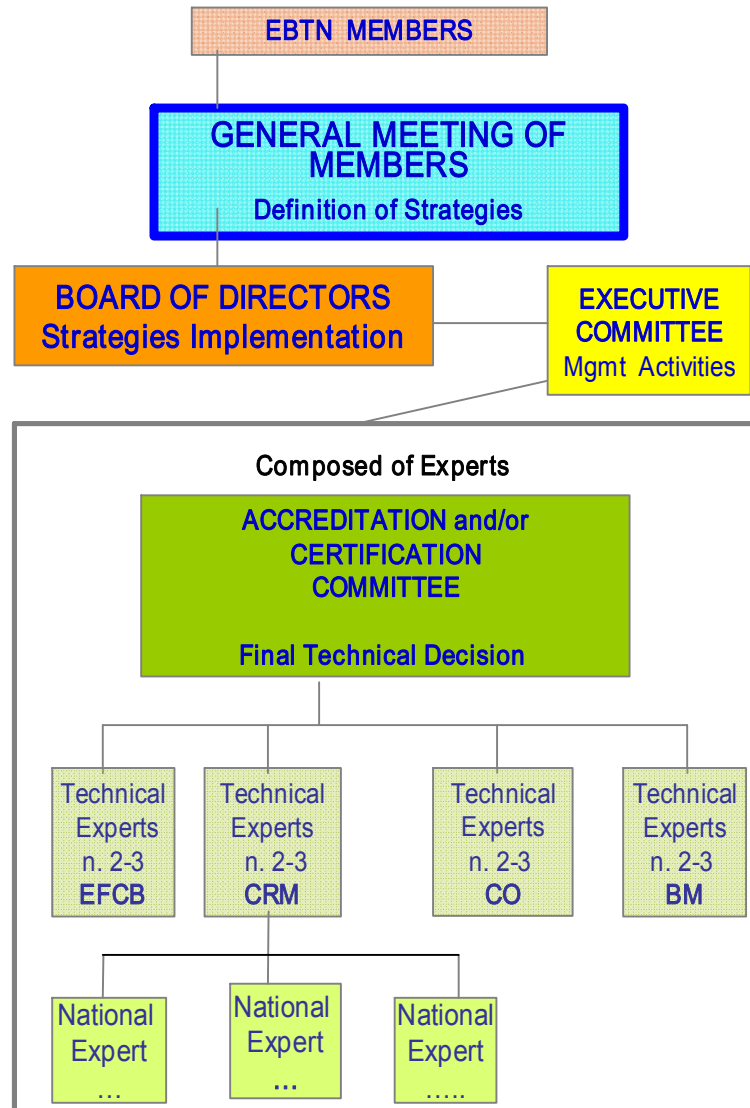 EBTN MEMBERS
GENERAL MEETING OF
MEMBERS
Definition of Strategies
BOARD OF DIRECTORS
Strategies Implementation
EXECUTIVE
COMMITTEE
Mgmt Activities
Composed of Experts
ACCREDITATION and/or
CERTIFICATION
COMMITTEE
Final Technical Decision
Technical
Experts
n. 2-3
EFCB
Technical
Experts
n. 2-3
CRM
Technical
Experts
n. 2-3
CO
Technical
Experts
n. 2-3
BM
National
Expert
...
National
Expert
...
National
Expert
.....